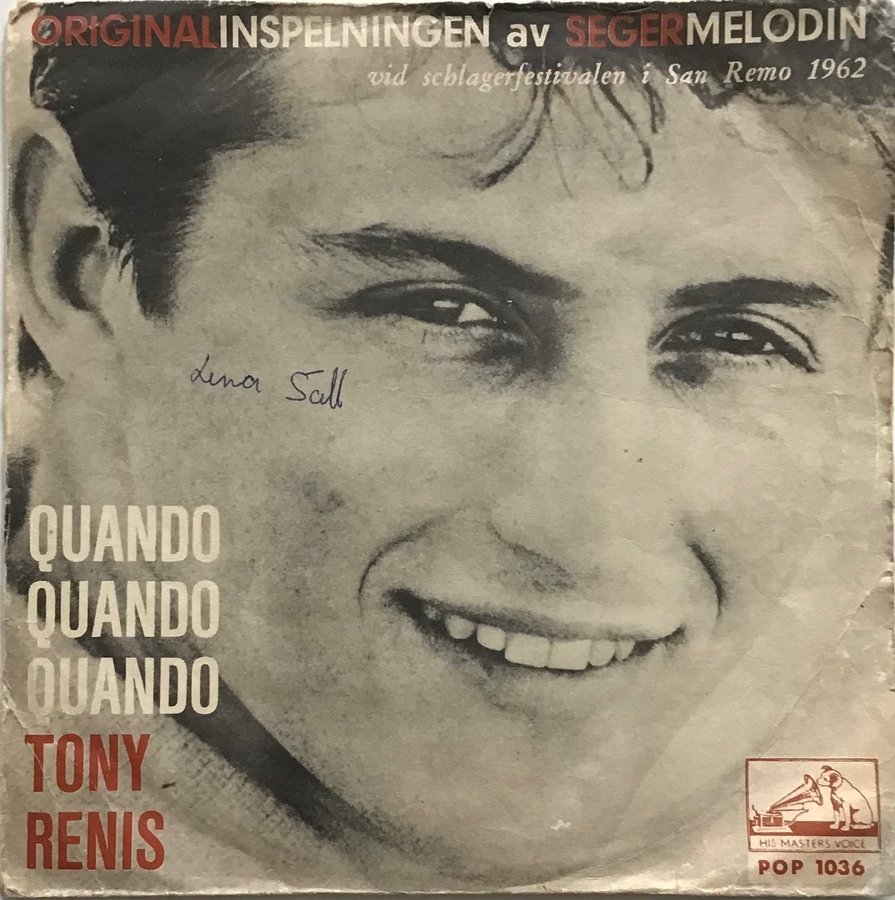 ORIGINALINSPELNINGEN av SEGERMELODIN
vid schlagerfestivalen i San Remo 1962
Lena Sall
QUANDO
QUANDO
QUANDO
TONY
RENIS
HIS MASTERS VOICE
POP 1036